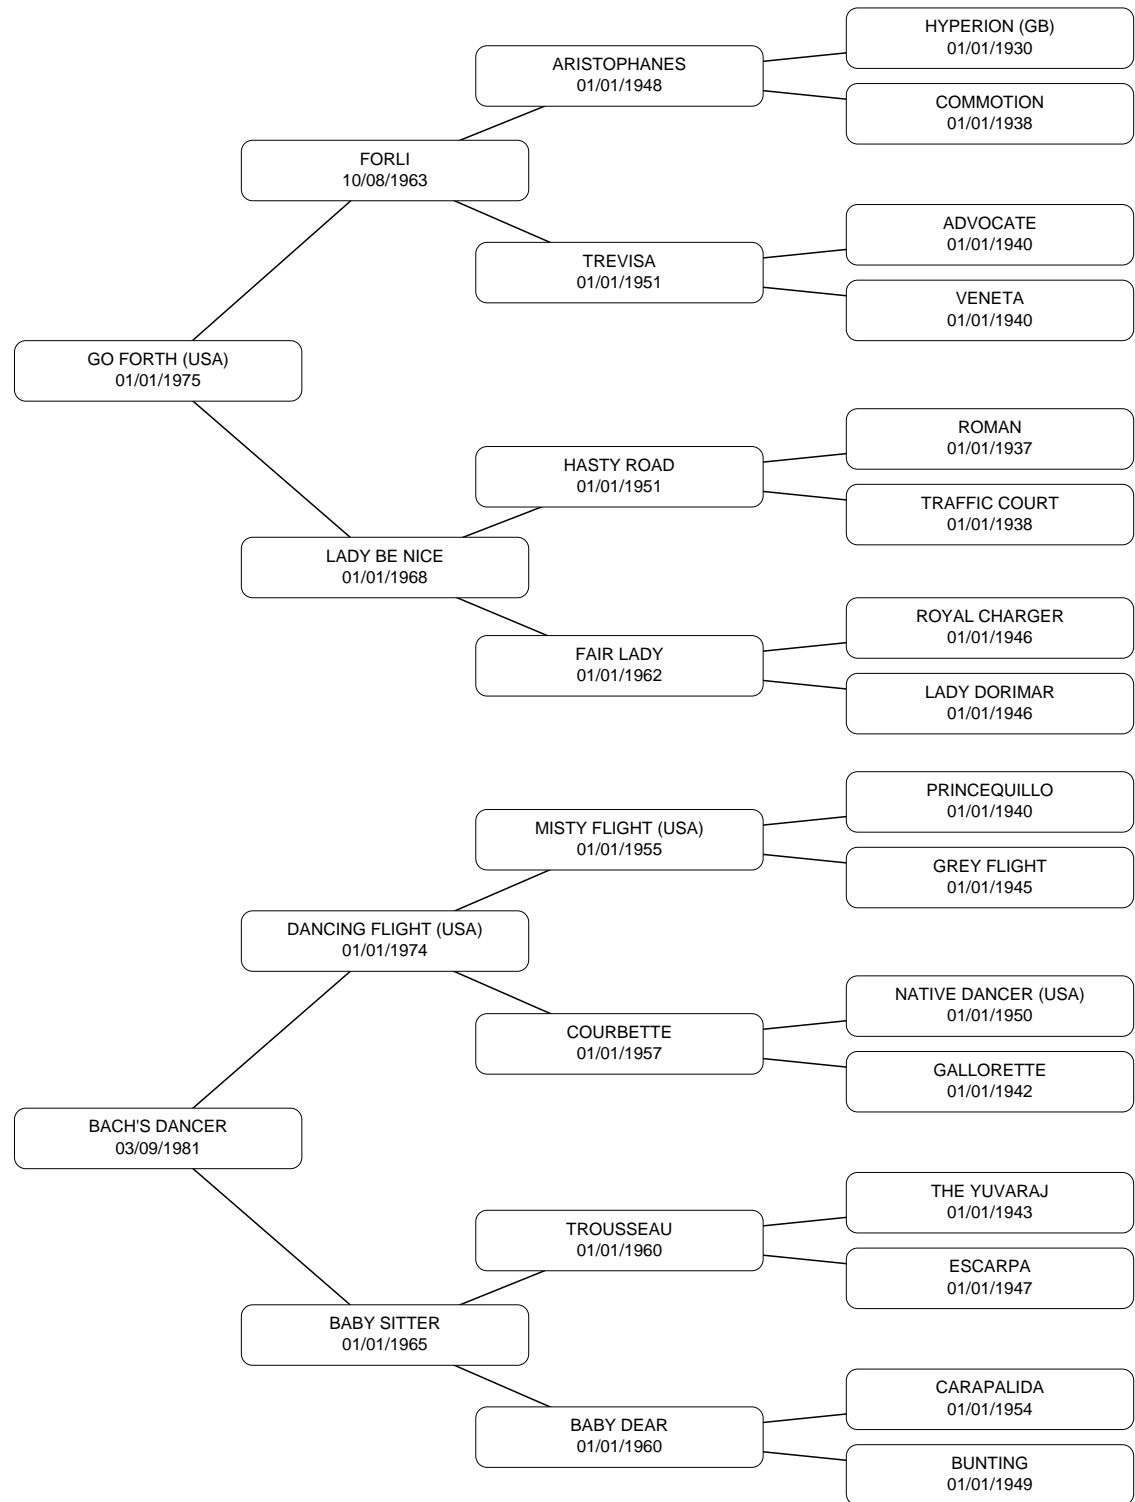 HYPERION (GB)
01/01/1930
ARISTOPHANES
01/01/1948
COMMOTION
01/01/1938
FORLI
10/08/1963
ADVOCATE
01/01/1940
TREVISA
01/01/1951
VENETA
01/01/1940
GO FORTH (USA)
01/01/1975
ROMAN
01/01/1937
HASTY ROAD
01/01/1951
TRAFFIC COURT
01/01/1938
LADY BE NICE
01/01/1968
ROYAL CHARGER
01/01/1946
FAIR LADY
01/01/1962
LADY DORIMAR
01/01/1946
PRINCEQUILLO
01/01/1940
MISTY FLIGHT (USA)
01/01/1955
GREY FLIGHT
01/01/1945
DANCING FLIGHT (USA)
01/01/1974
NATIVE DANCER (USA)
01/01/1950
COURBETTE
01/01/1957
GALLORETTE
01/01/1942
BACH'S DANCER
03/09/1981
THE YUVARAJ
01/01/1943
TROUSSEAU
01/01/1960
ESCARPA
01/01/1947
BABY SITTER
01/01/1965
CARAPALIDA
01/01/1954
BABY DEAR
01/01/1960
BUNTING
01/01/1949